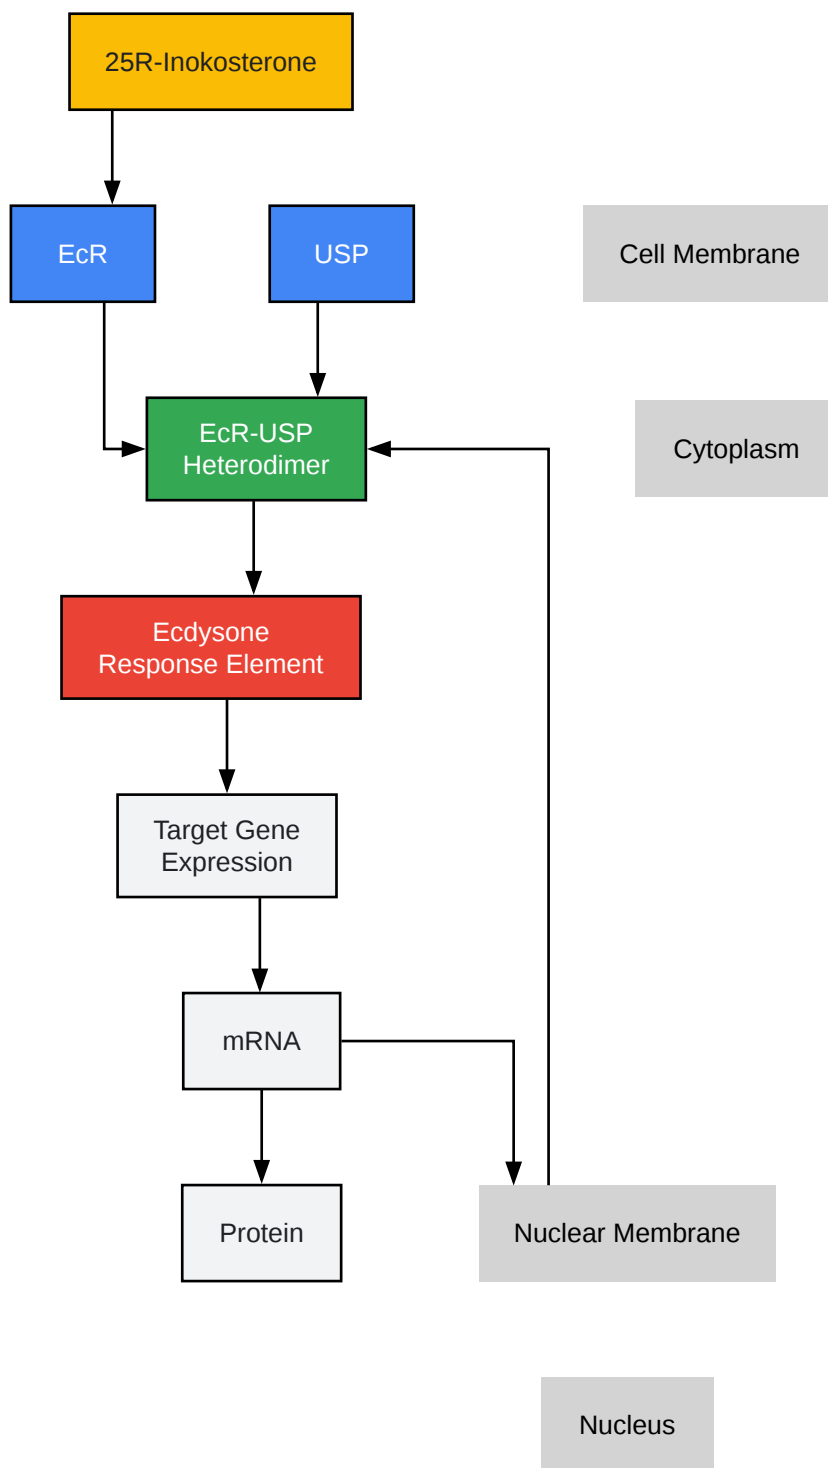 25R-Inokosterone
EcR
USP
Cell Membrane
EcR-USP
Heterodimer
Cytoplasm
Ecdysone
Response Element
Target Gene
Expression
mRNA
Protein
Nuclear Membrane
Nucleus